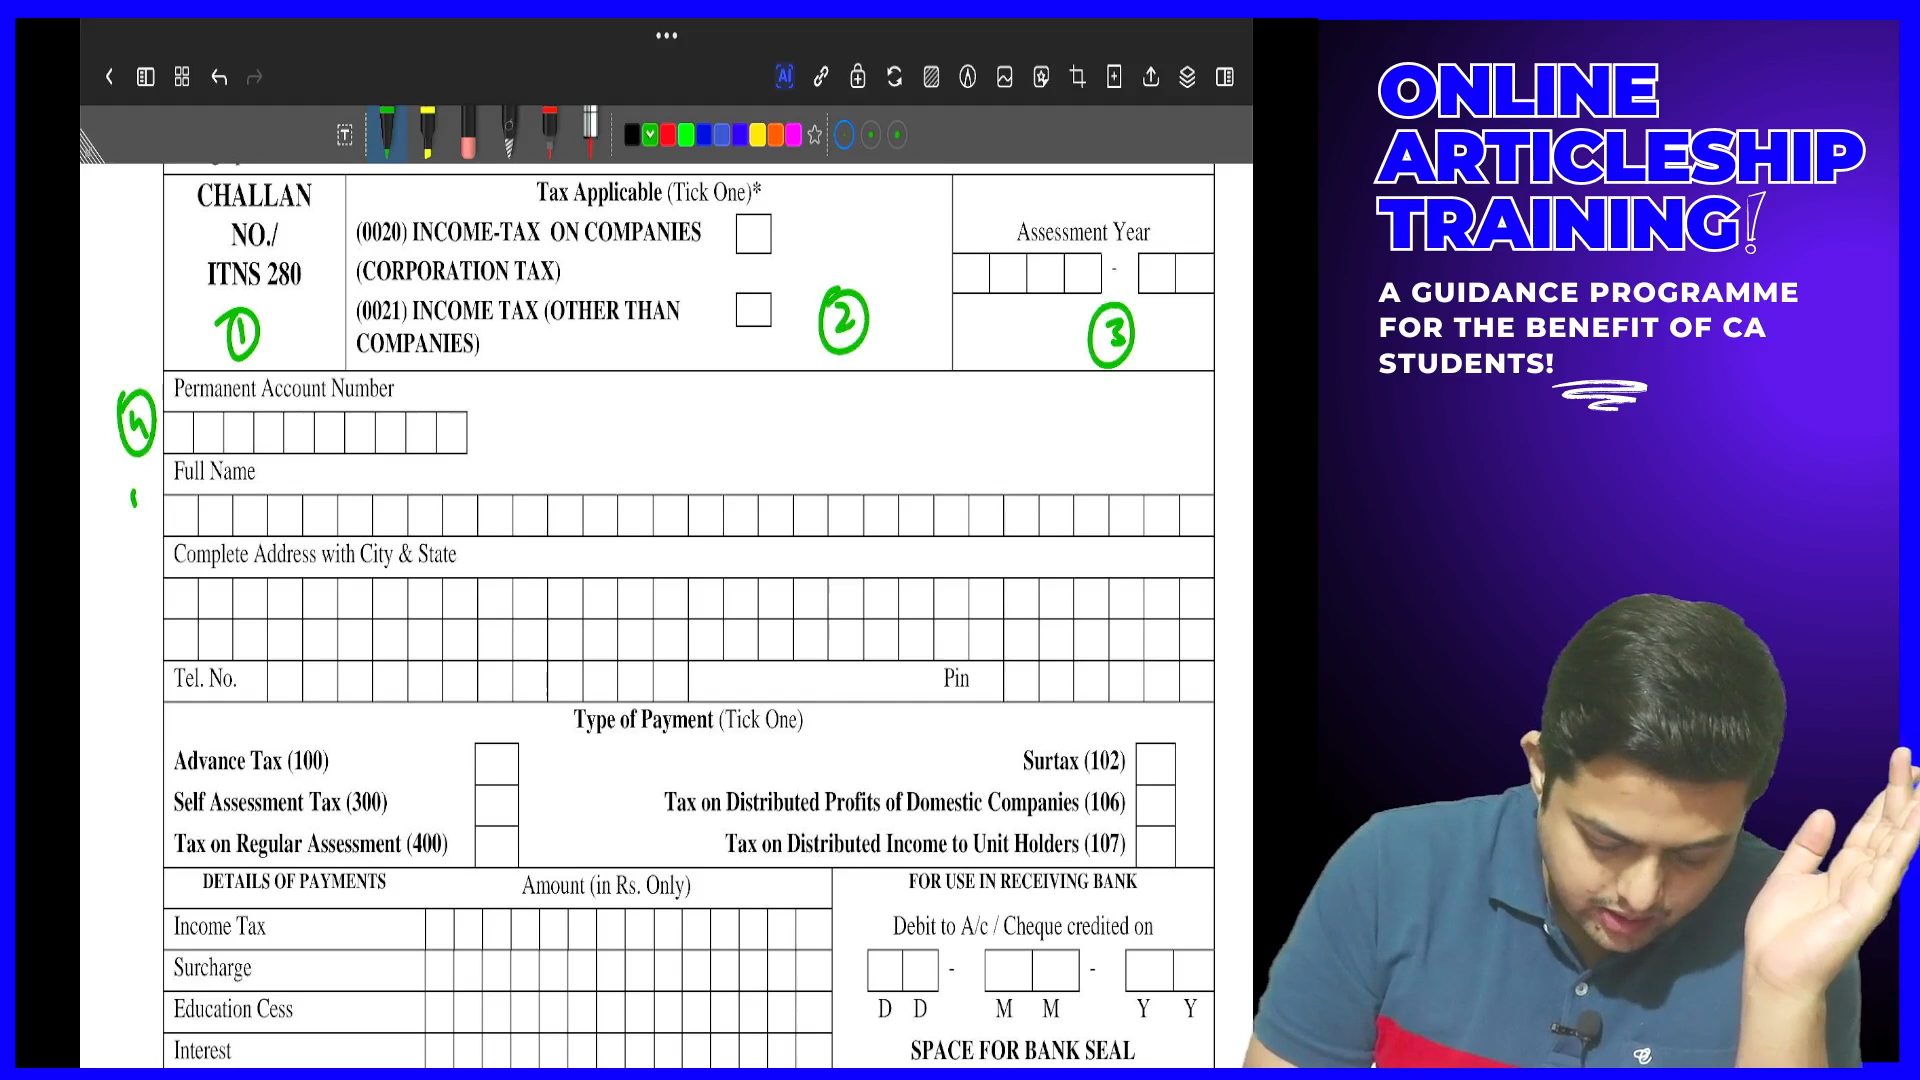 CHALLAN
NO./
ITNS 280
1
Tax Applicable (Tick One)*
(0020) INCOME-TAX ON COMPANIES
(CORPORATION TAX)
(0021) INCOME TAX (OTHER THAN
COMPANIES)
2
Assessment Year
-
3
4
Permanent Account Number
Full Name
Complete Address with City & State
Tel. No.
Pin
Type of Payment (Tick One)
Advance Tax (100)
Surtax (102)
Self Assessment Tax (300)
Tax on Distributed Profits of Domestic Companies (106)
Tax on Regular Assessment (400)
Tax on Distributed Income to Unit Holders (107)
DETAILS OF PAYMENTS
Amount (in Rs. Only)
FOR USE IN RECEIVING BANK
Income Tax
Debit to A/c / Cheque credited on
Surcharge
- -
Education Cess
D D M M Y Y
Interest
SPACE FOR BANK SEAL
AI
T
ONLINE
ARTICLESHIP
TRAINING!
A GUIDANCE PROGRAMME
FOR THE BENEFIT OF CA
STUDENTS!